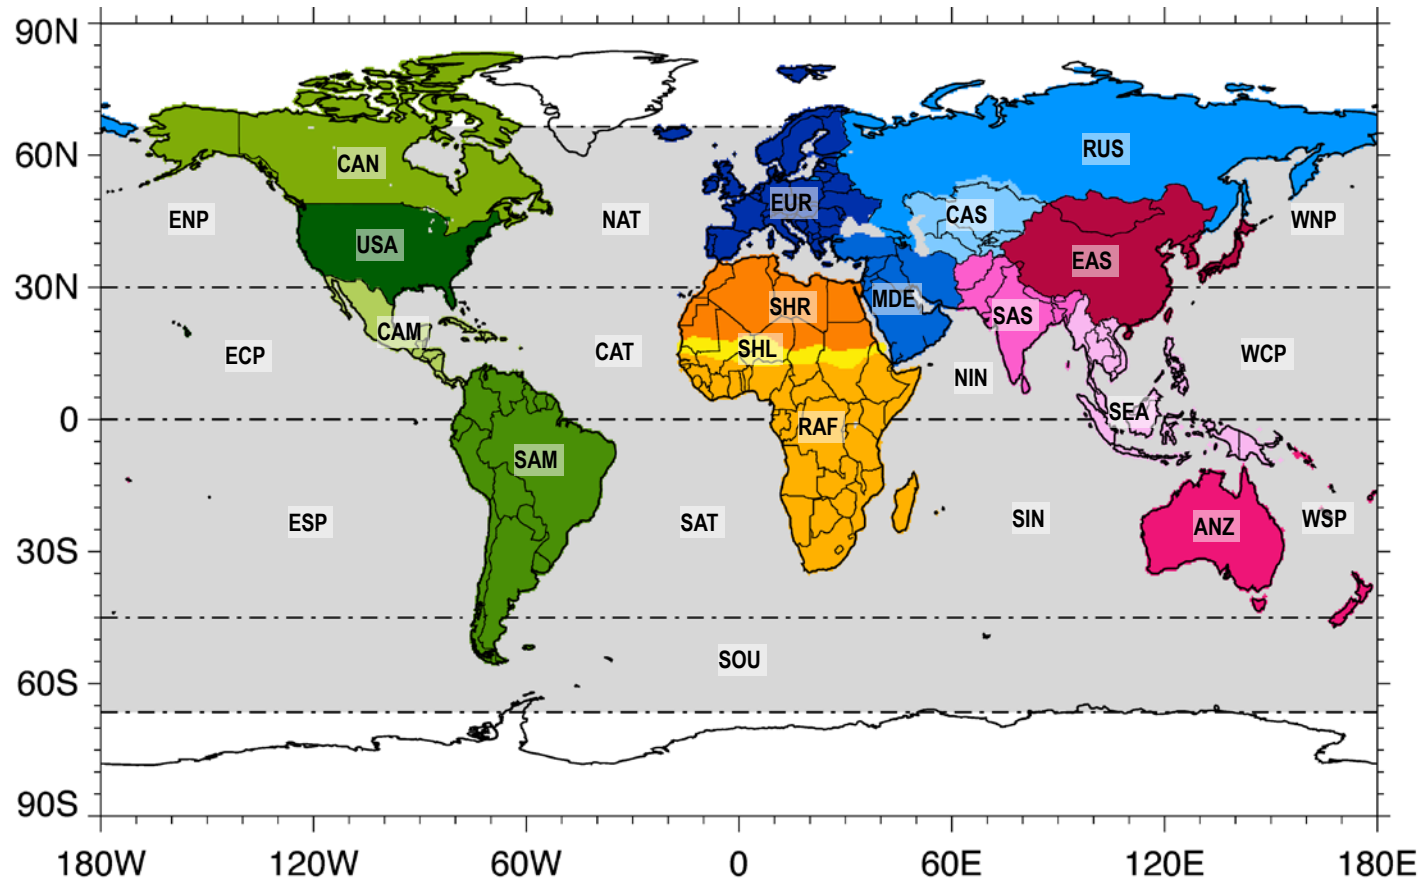 90N
60N
30N
0
30S
60S
90S
CAN
RUS
EUR
ENP
NAT
CAS
WNP
USA
EAS
MDE
SHR
SAS
CAM
SHL
ECP
CAT
WCP
NIN
SEA
RAF
SAM
ESP
SAT
SIN
ANZ
WSP
SOU
180W 120W 60W 0 60E 120E 180E